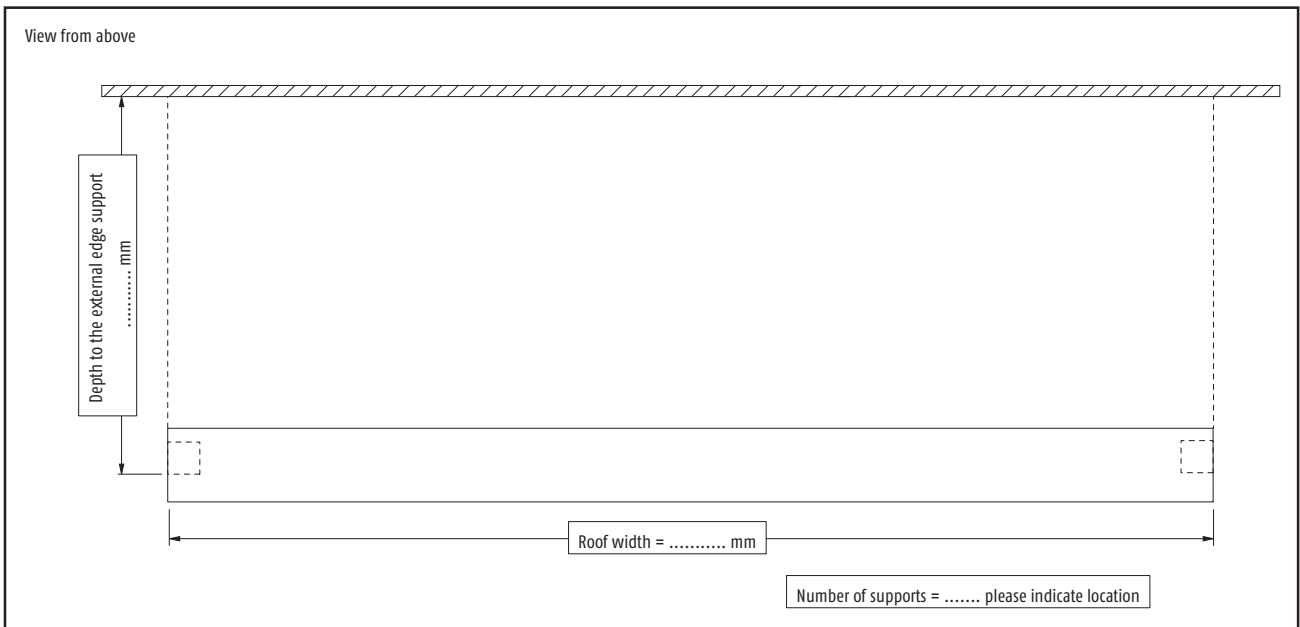 View from above
Depth to the external edge support
............ mm
Roof width = ........... mm
Number of supports = ....... please indicate location